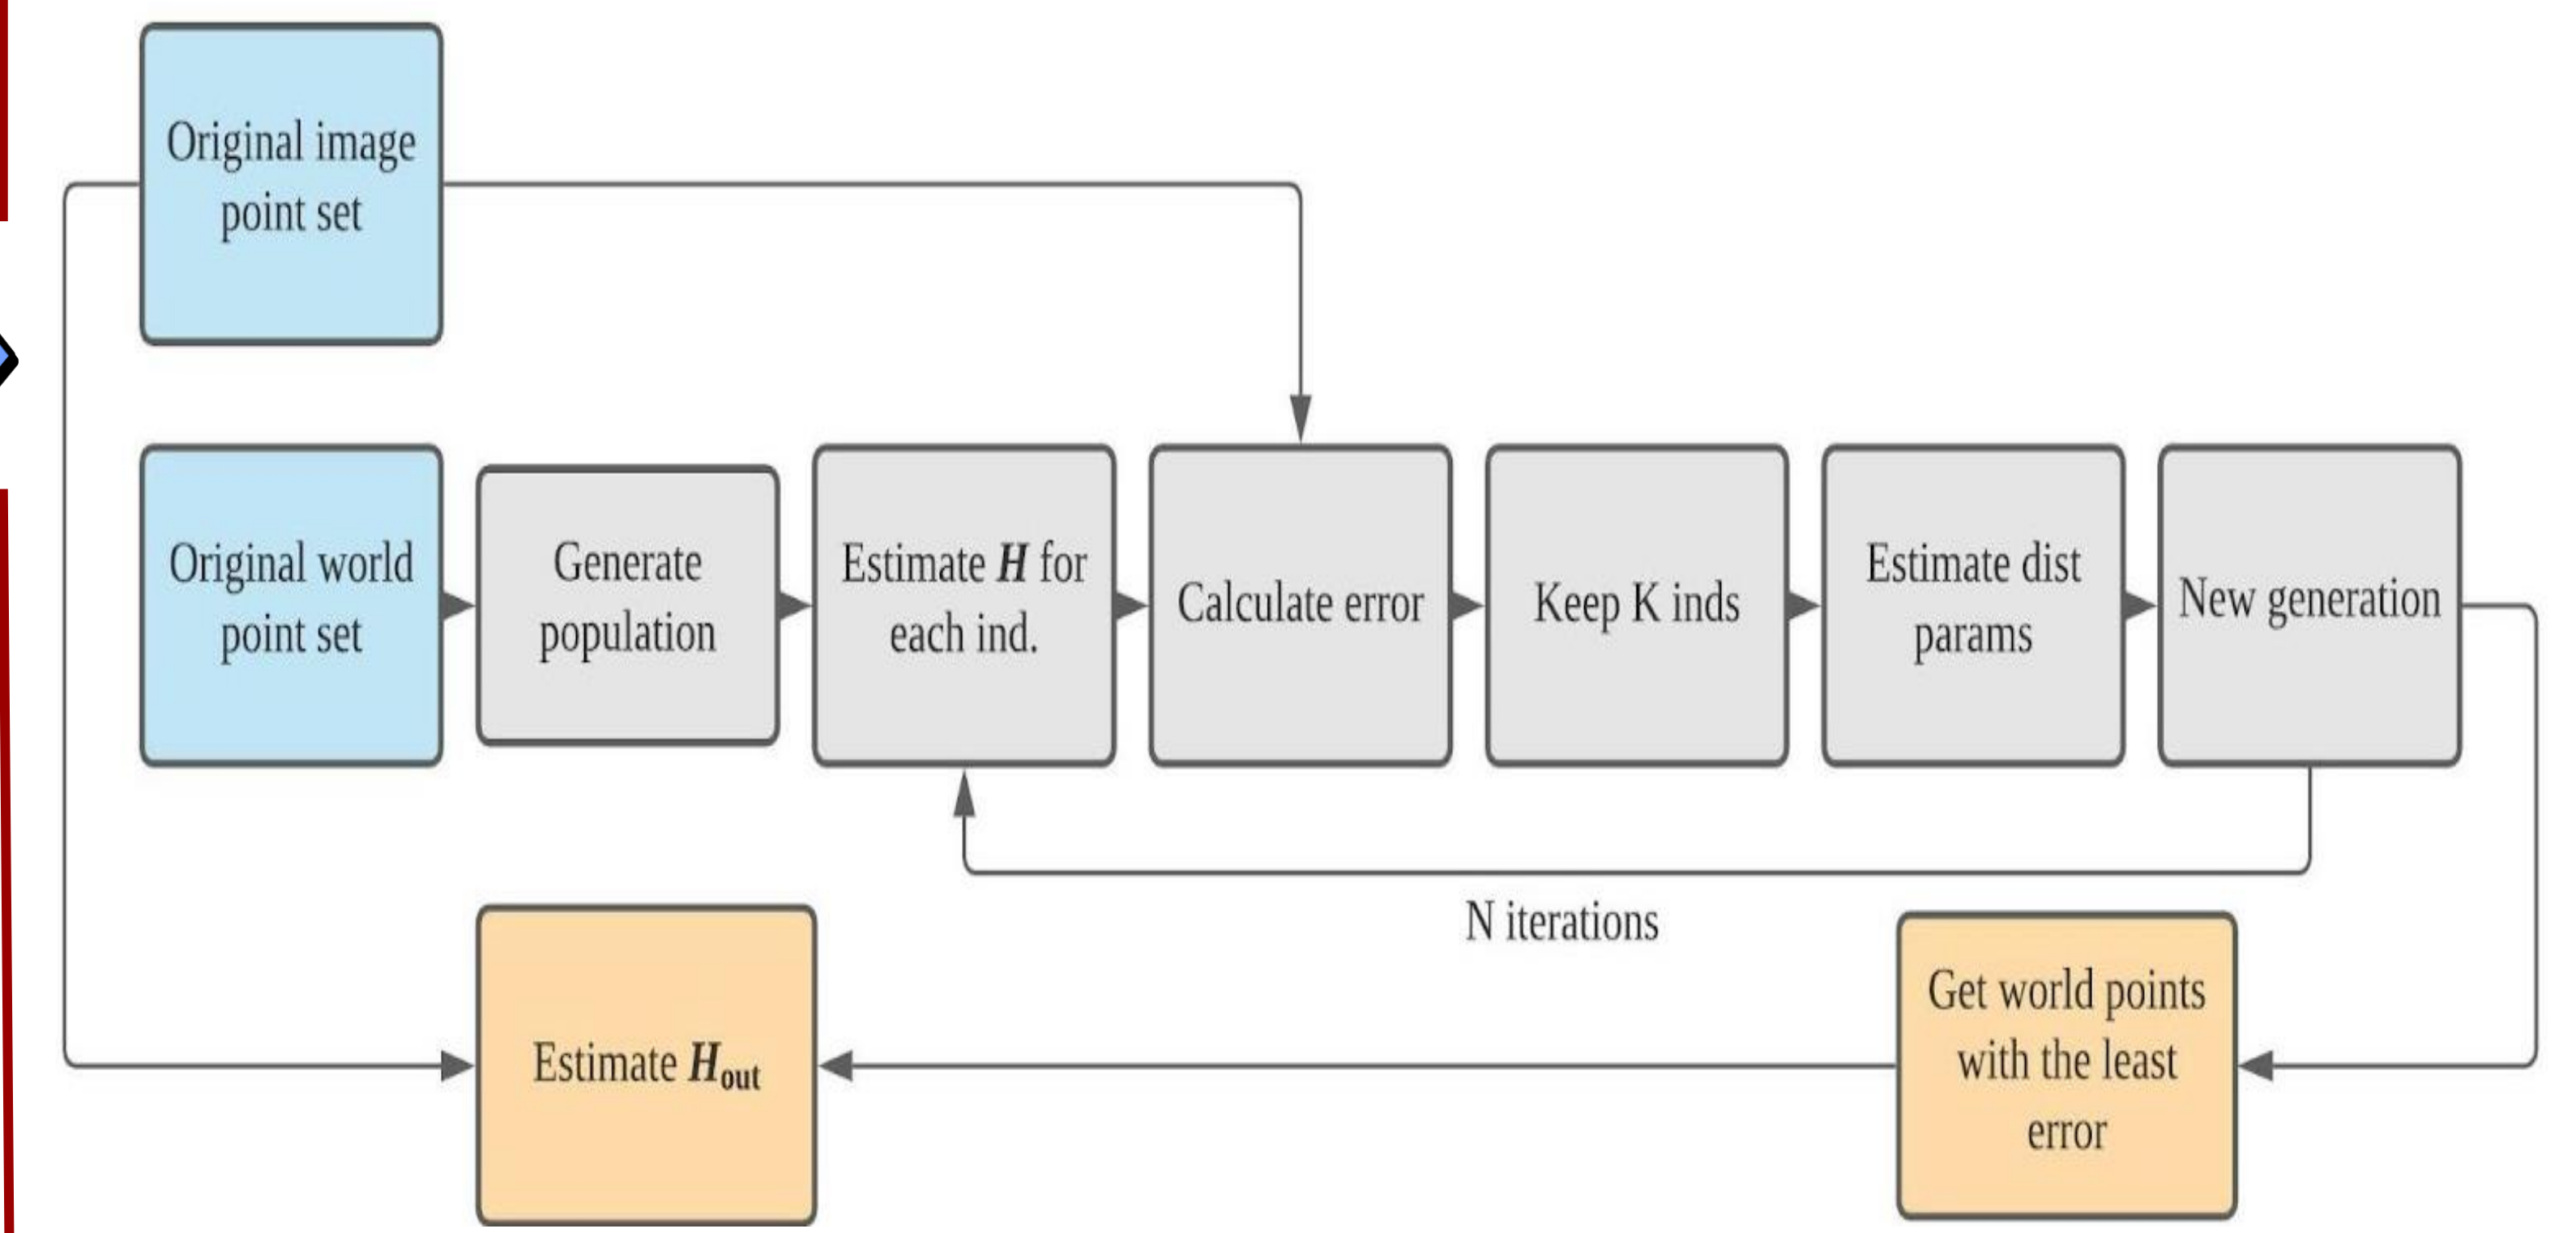 Original image
point set
Original world
point set
Generate
population
Estimate H for
each ind.
Calculate error
Keep K inds
Estimate dist
params
New generation
N iterations
Estimate Hout
Get world points
with the least
error